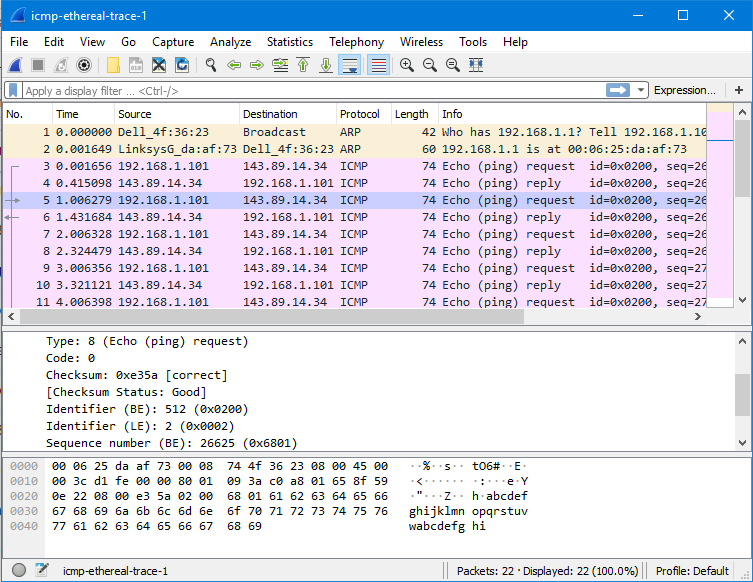 icmp-ethereal-trace-1
File Edit View Go Capture Analyze Statistics Telephony Wireless Tools Help
Apply a display filter ... <Ctrl-/> Expression... +
No. Time Source Destination Protocol Length Info
1 0.000000 Dell_4f:36:23 Broadcast ARP 42 Who has 192.168.1.1? Tell 192.168.1.10
2 0.001649 LinksysG_da:af:73 Dell_4f:36:23 ARP 60 192.168.1.1 is at 00:06:25:da:af:73
3 0.001656 192.168.1.101 143.89.14.34 ICMP 74 Echo (ping) request id=0x0200, seq=26
4 0.415098 143.89.14.34 192.168.1.101 ICMP 74 Echo (ping) reply id=0x0200, seq=26
5 1.006279 192.168.1.101 143.89.14.34 ICMP 74 Echo (ping) request id=0x0200, seq=26
6 1.431684 143.89.14.34 192.168.1.101 ICMP 74 Echo (ping) reply id=0x0200, seq=26
7 2.006328 192.168.1.101 143.89.14.34 ICMP 74 Echo (ping) request id=0x0200, seq=26
8 2.324479 143.89.14.34 192.168.1.101 ICMP 74 Echo (ping) reply id=0x0200, seq=26
9 3.006356 192.168.1.101 143.89.14.34 ICMP 74 Echo (ping) request id=0x0200, seq=27
10 3.321121 143.89.14.34 192.168.1.101 ICMP 74 Echo (ping) reply id=0x0200, seq=27
11 4.006398 192.168.1.101 143.89.14.34 ICMP 74 Echo (ping) request id=0x0200, seq=27
Type: 8 (Echo (ping) request)
Code: 0
Checksum: 0xe35a [correct]
[Checksum Status: Good]
Identifier (BE): 512 (0x0200)
Identifier (LE): 2 (0x0002)
Sequence number (BE): 26625 (0x6801)
0000 00 06 25 da af 73 00 08 74 4f 36 23 08 00 45 00 ··%··s·· tO6#··E·
0010 00 3c d1 fe 00 00 80 01 09 3a c0 a8 01 65 8f 59 ·<······ ·:···e·Y
0020 0e 22 08 00 e3 5a 02 00 68 01 61 62 63 64 65 66 ·"···Z·· h·abcdef
0030 67 68 69 6a 6b 6c 6d 6e 6f 70 71 72 73 74 75 76 ghijklmn opqrstuv
0040 77 61 62 63 64 65 66 67 68 69 wabcdefg hi
icmp-ethereal-trace-1 Packets: 22 · Displayed: 22 (100.0%) Profile: Default